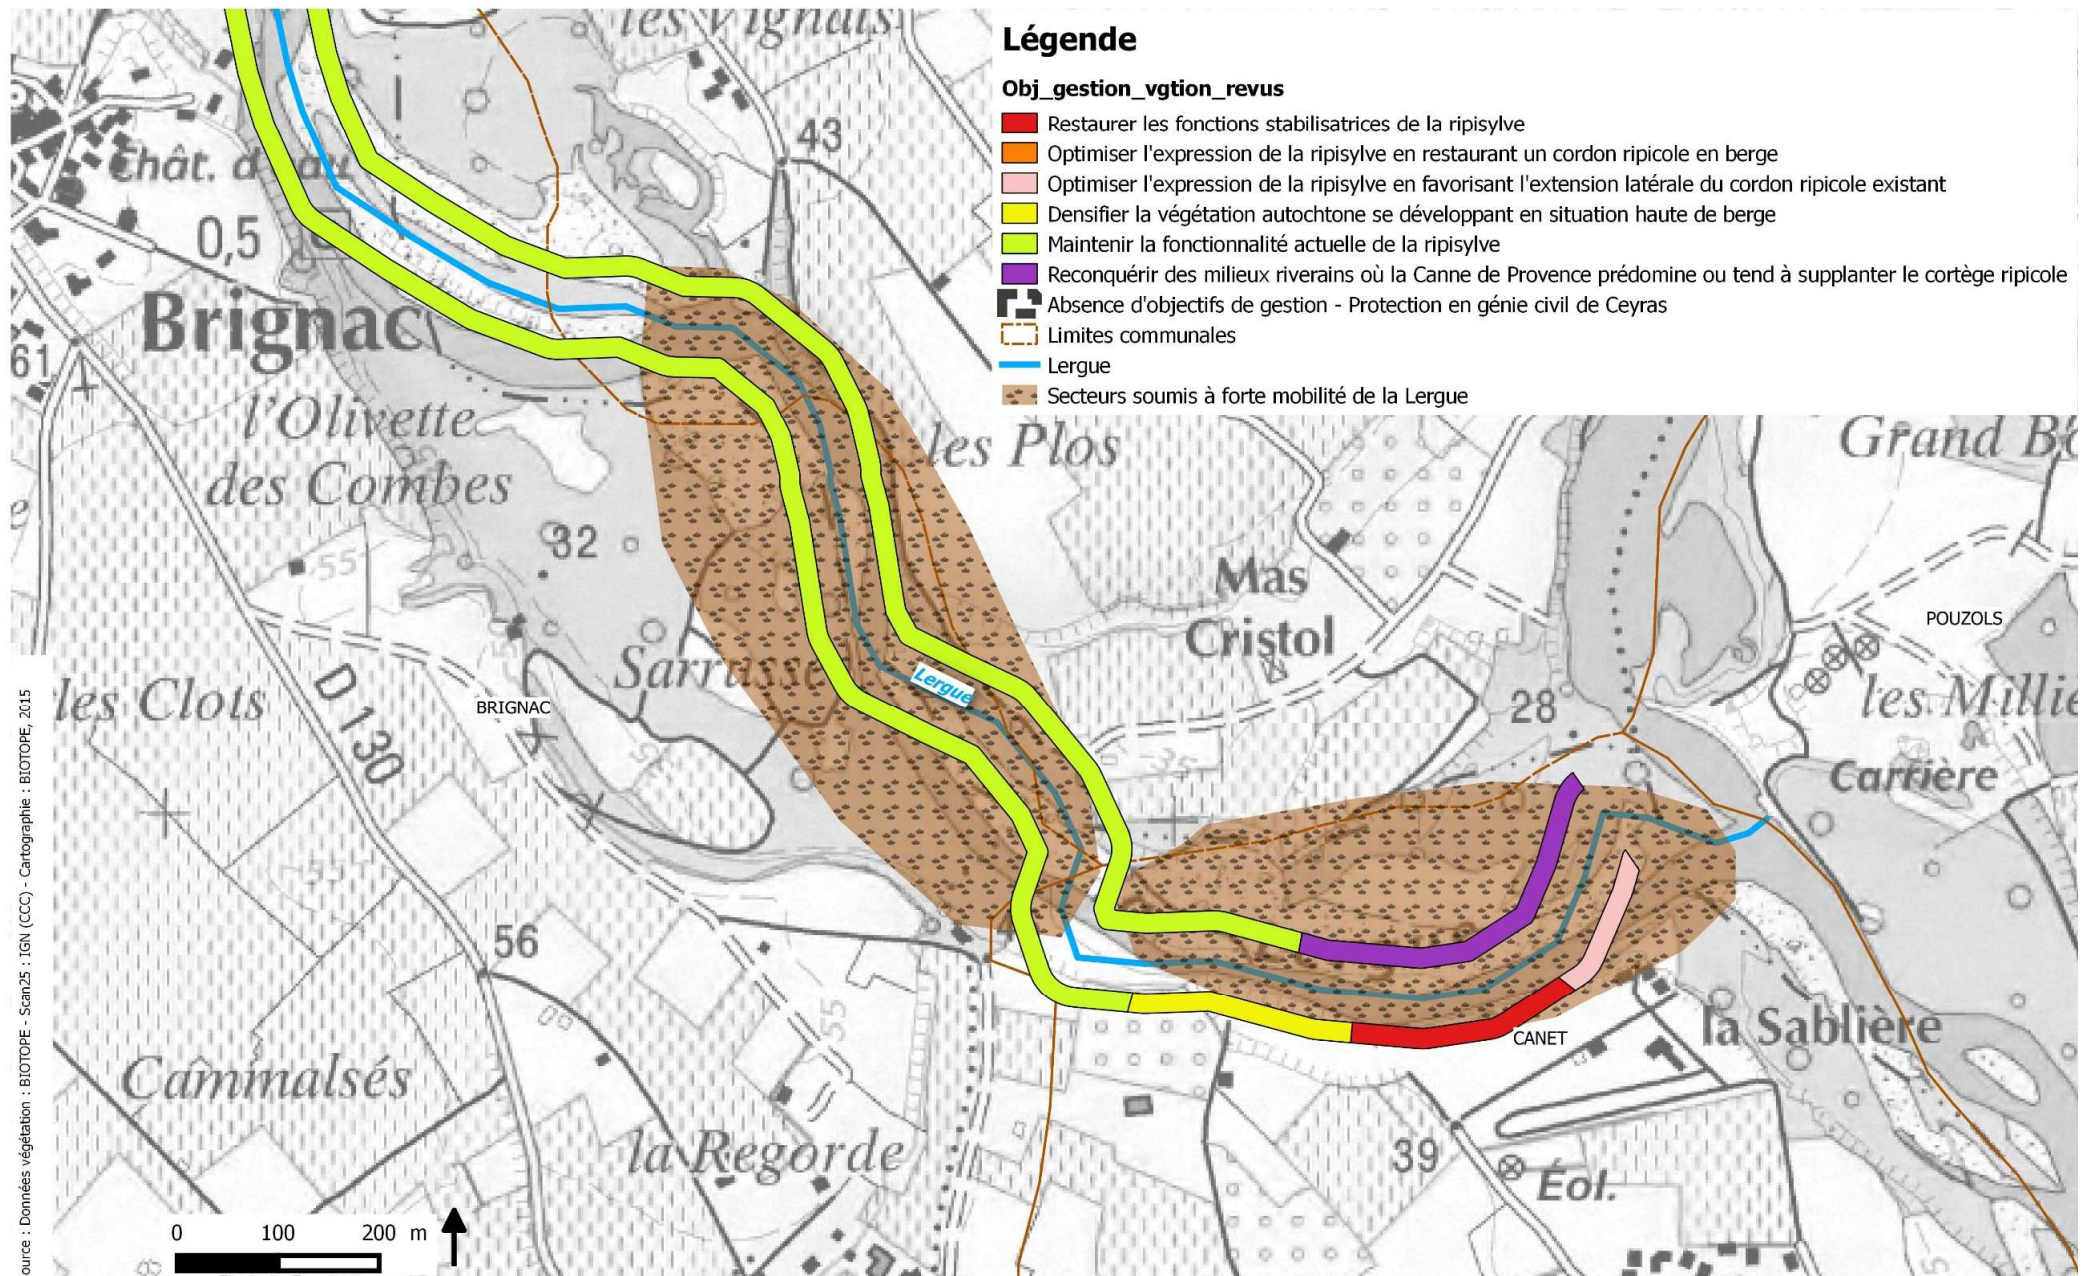 les Vignals
Légende
Obj_gestion_vgtion_revus
Restaurer les fonctions stabilisatrices de la ripisylve
Optimiser l'expression de la ripisylve en restaurant un cordon ripicole en berge
Optimiser l'expression de la ripisylve en favorisant l'extension latérale du cordon ripicole existant
Densifier la végétation autochtone se développant en situation haute de berge
Maintenir la fonctionnalité actuelle de la ripisylve
Reconquérir des milieux riverains où la Canne de Provence prédomine ou tend à supplanter le cortège ripicole
Absence d'objectifs de gestion - Protection en génie civil de Ceyras
Limites communales
Lergue
Secteurs soumis à forte mobilité de la Lergue
43
Chât. d'eau
0,5
Brignac
61
l'Olivette
des Combes
les Plos
Grand
32
55
Mas
Cristol
POUZOLS
Sarrusse
Lergue
les Clots
D 130
BRIGNAC
28
les Millie
Carrière
35
56
55
CANET
la Sablière
Cammalsés
la Regorde
39
Éol.
0 100 200 m
ource : Données végétation : BIOTOPE - Scan25 : IGN (CCC) - Cartographie : BIOTOPE, 2015